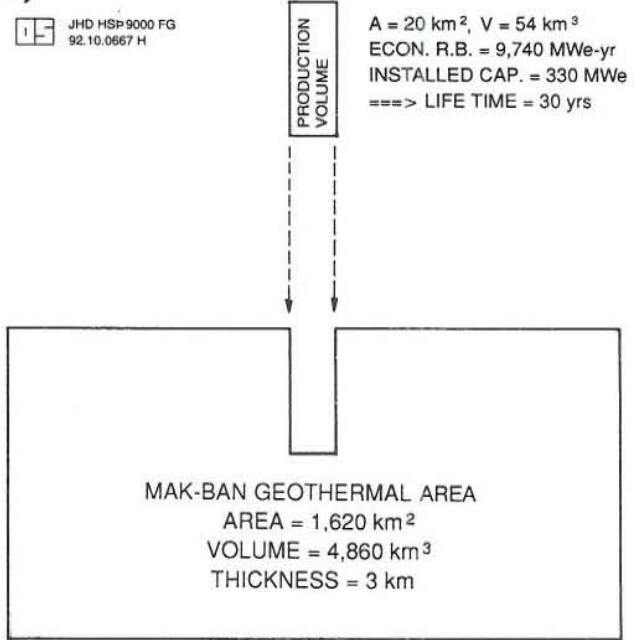 JHD HSP 9000 FG
92.10.0667 H
PRODUCTION
VOLUME
A = 20 km², V = 54 km³
ECON. R.B. = 9,740 MWe-yr
INSTALLED CAP. = 330 MWe
===> LIFE TIME = 30 yrs
MAK-BAN GEOTHERMAL AREA
AREA = 1,620 km²
VOLUME = 4,860 km³
THICKNESS = 3 km